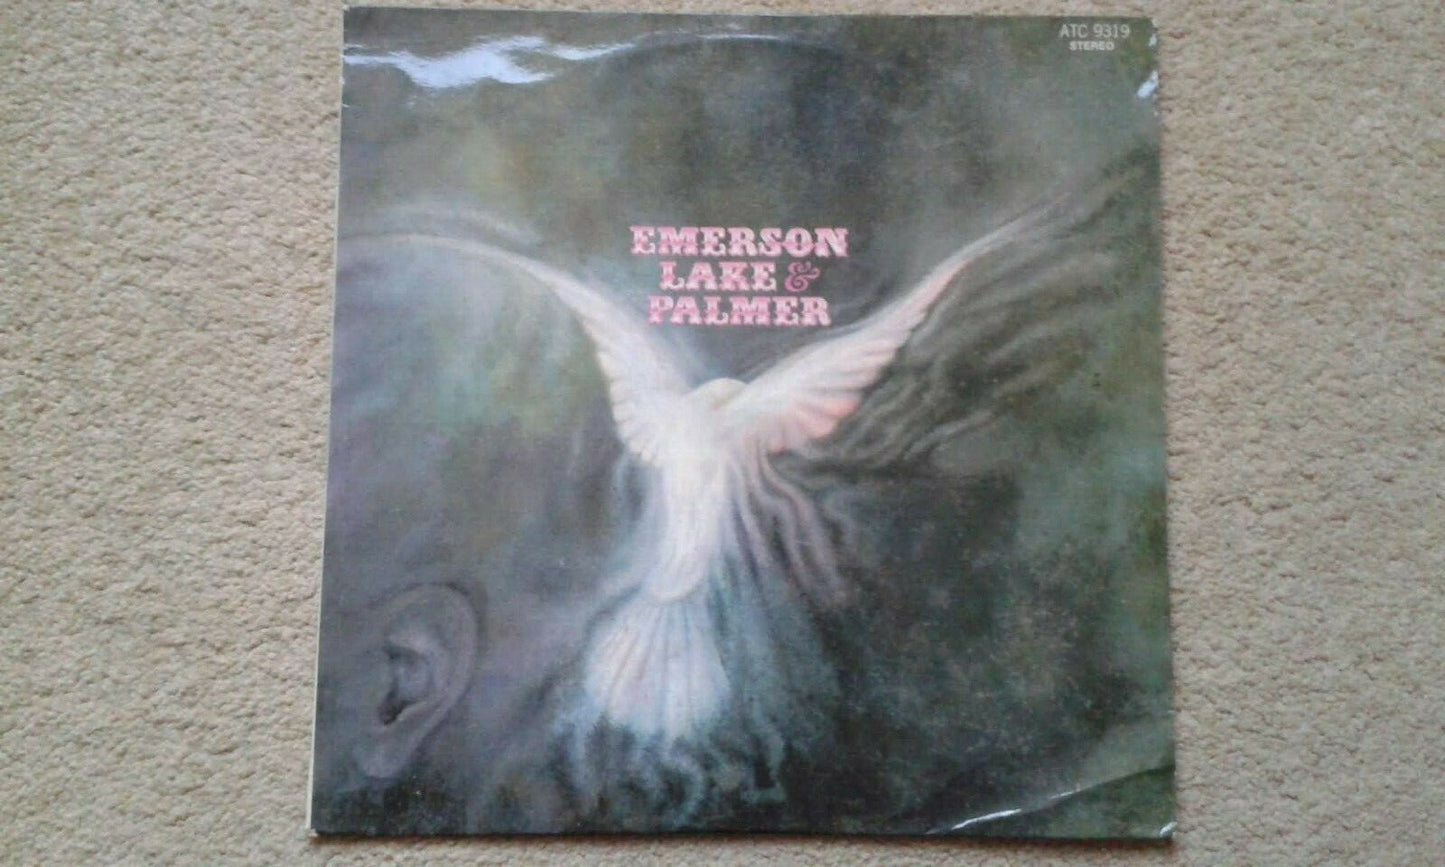 ATC 9319
STEREO
EMERSON
LAKE &
PALMER